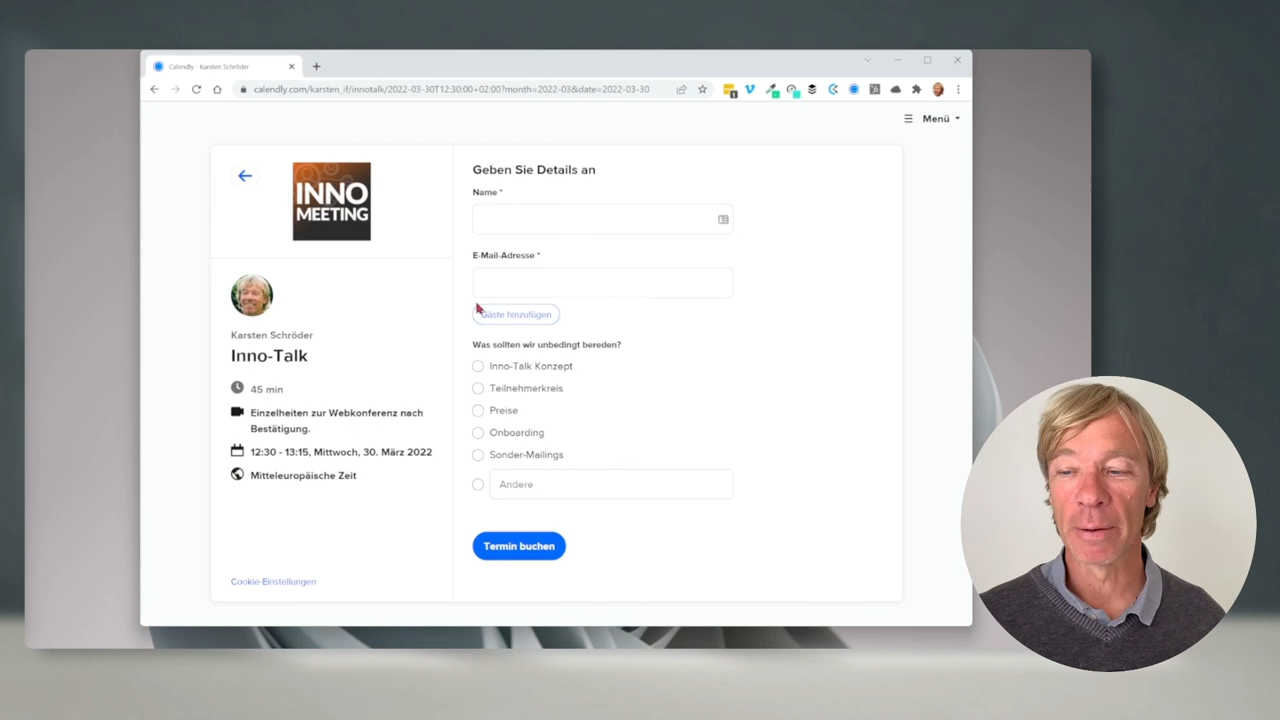 Calendly - Karsten Schröder
calendly.com/karsten_if/innotalk/2022-03-30T12:30:00+02:00?month=2022-03&date=2022-03-30
Menü
INNO
MEETING
Karsten Schröder
Inno-Talk
45 min
Einzelheiten zur Webkonferenz nach
Bestätigung.
12:30 - 13:15, Mittwoch, 30. März 2022
Mitteleuropäische Zeit
Cookie-Einstellungen
Geben Sie Details an
Name *
E-Mail-Adresse *
Gäste hinzufügen
Was sollten wir unbedingt bereden?
Inno-Talk Konzept
Teilnehmerkreis
Preise
Onboarding
Sonder-Mailings
Andere
Termin buchen